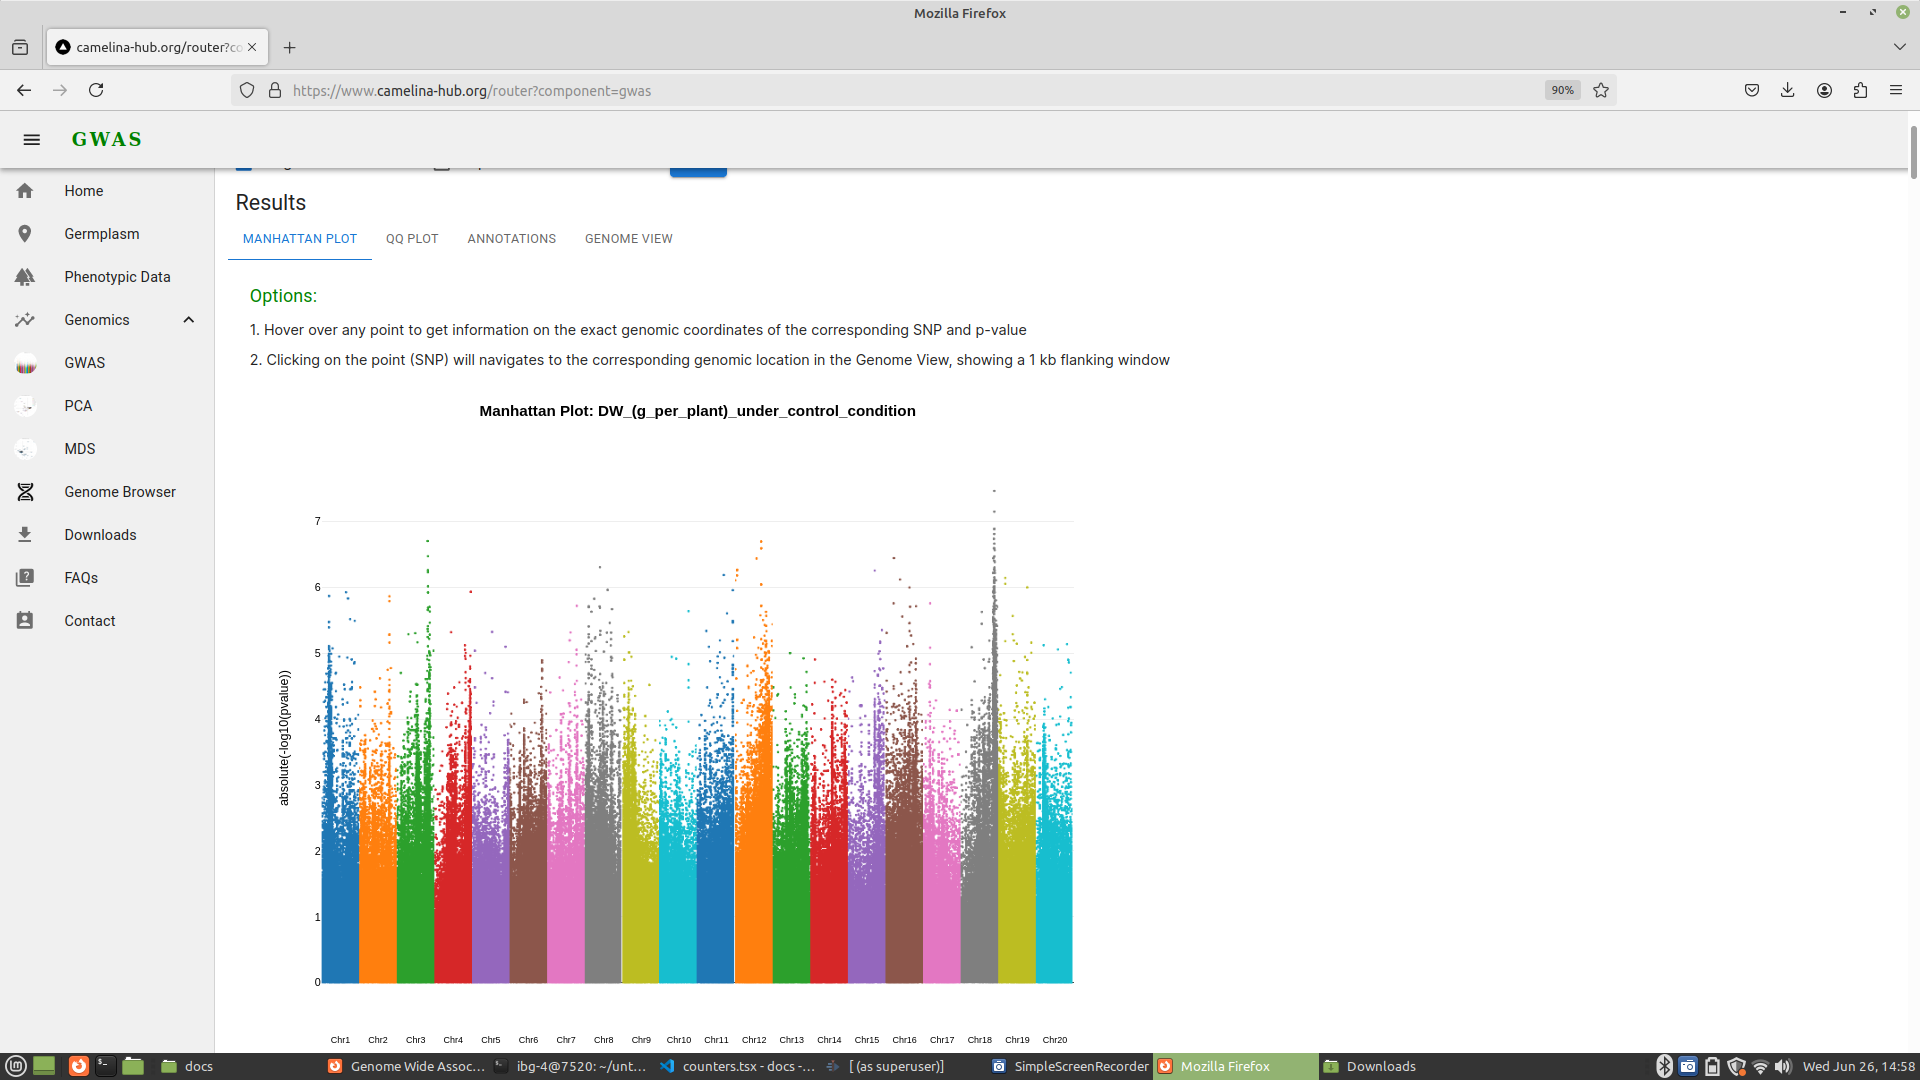 Mozilla Firefox
camelina-hub.org/router?co
https://www.camelina-hub.org/router?component=gwas
90%
GWAS
Home
Germplasm
Phenotypic Data
Genomics
GWAS
PCA
MDS
Genome Browser
Downloads
FAQs
Contact
Results
MANHATTAN PLOT QQ PLOT ANNOTATIONS GENOME VIEW
Options:
1. Hover over any point to get information on the exact genomic coordinates of the corresponding SNP and p-value
2. Clicking on the point (SNP) will navigates to the corresponding genomic location in the Genome View, showing a 1 kb flanking window
Manhattan Plot: DW_(g_per_plant)_under_control_condition
7
6
5
4
3
2
1
0
absolute(-log10(pvalue))
Chr1 Chr2 Chr3 Chr4 Chr5 Chr6 Chr7 Chr8 Chr9 Chr10 Chr11 Chr12 Chr13 Chr14 Chr15 Chr16 Chr17 Chr18 Chr19 Chr20
docs Genome Wide Assoc... ibg-4@7520: ~/unt... counters.tsx - docs -... [ (as superuser)] SimpleScreenRecorder Mozilla Firefox Downloads Wed Jun 26, 14:58